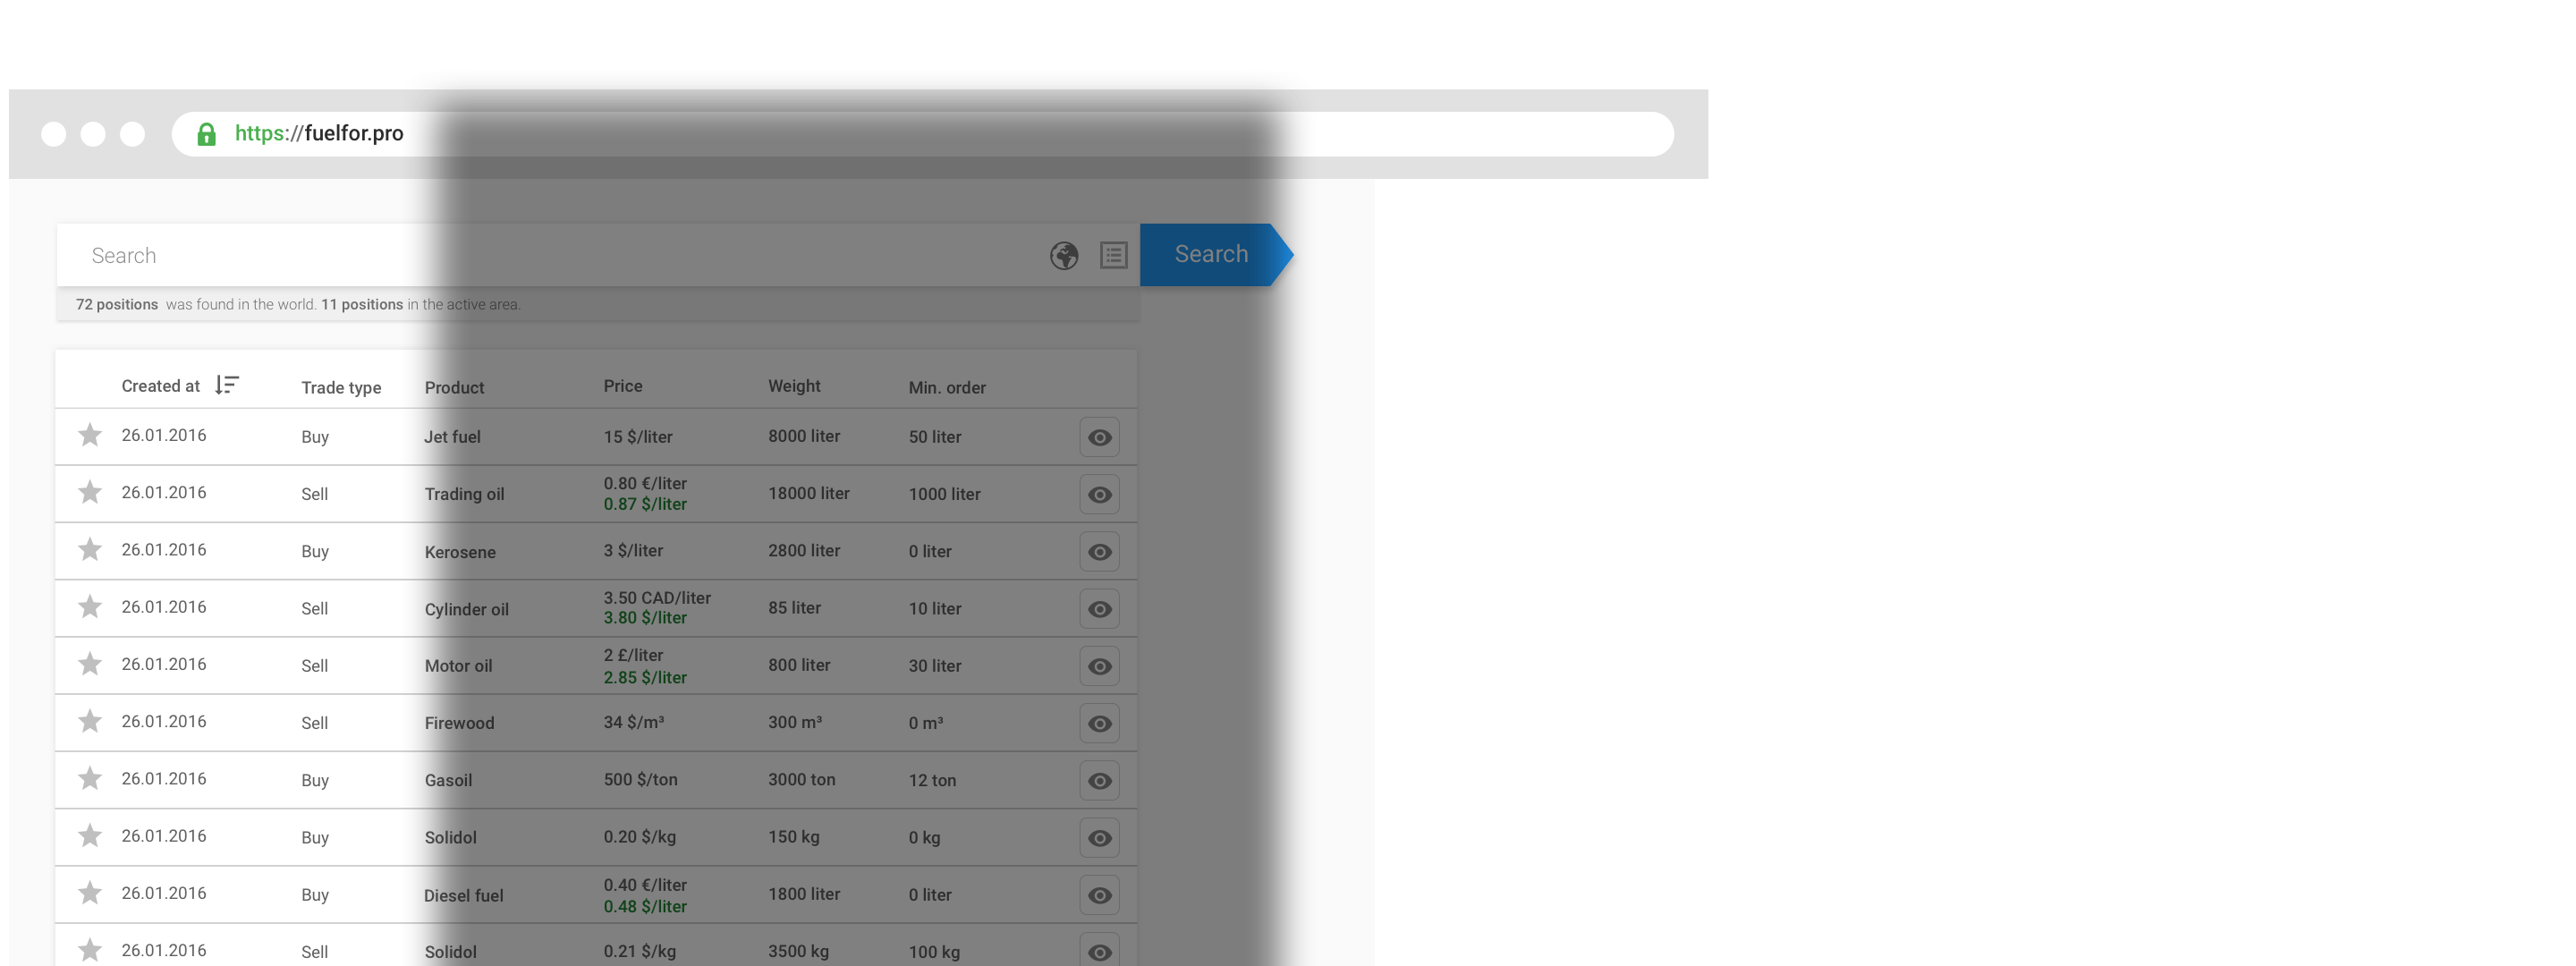 https://fuelfor.pro
Search
Search
72 positions was found in the world. 11 positions in the active area.
Created at Trade type Product Price Weight Min. order
26.01.2016 Buy Jet fuel 15 $/liter 8000 liter 50 liter
26.01.2016 Sell Trading oil 0.80 €/liter 18000 liter 1000 liter
0.87 $/liter
26.01.2016 Buy Kerosene 3 $/liter 2800 liter 0 liter
26.01.2016 Sell Cylinder oil 3.50 CAD/liter 85 liter 10 liter
3.80 $/liter
26.01.2016 Sell Motor oil 2 £/liter 800 liter 30 liter
2.85 $/liter
26.01.2016 Sell Firewood 34 $/m³ 300 m³ 0 m³
26.01.2016 Buy Gasoil 500 $/ton 3000 ton 12 ton
26.01.2016 Buy Solidol 0.20 $/kg 150 kg 0 kg
26.01.2016 Buy Diesel fuel 0.40 €/liter 1800 liter 0 liter
0.48 $/liter
26.01.2016 Sell Solidol 0.21 $/kg 3500 kg 100 kg